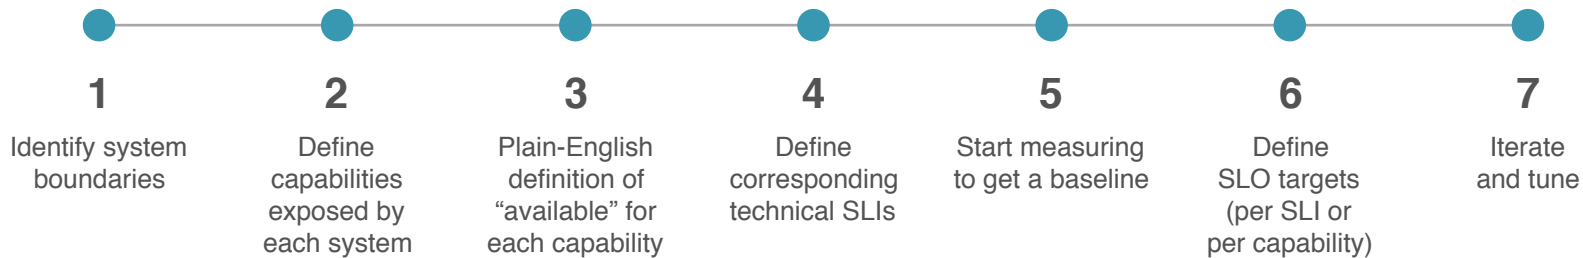 1
Identify system
boundaries
2
Define
capabilities
exposed by
each system
3
Plain-English
definition of
“available” for
each capability
4
Define
corresponding
technical SLIs
5
Start measuring
to get a baseline
6
Define
SLO targets
(per SLI or
per capability)
7
Iterate
and tune